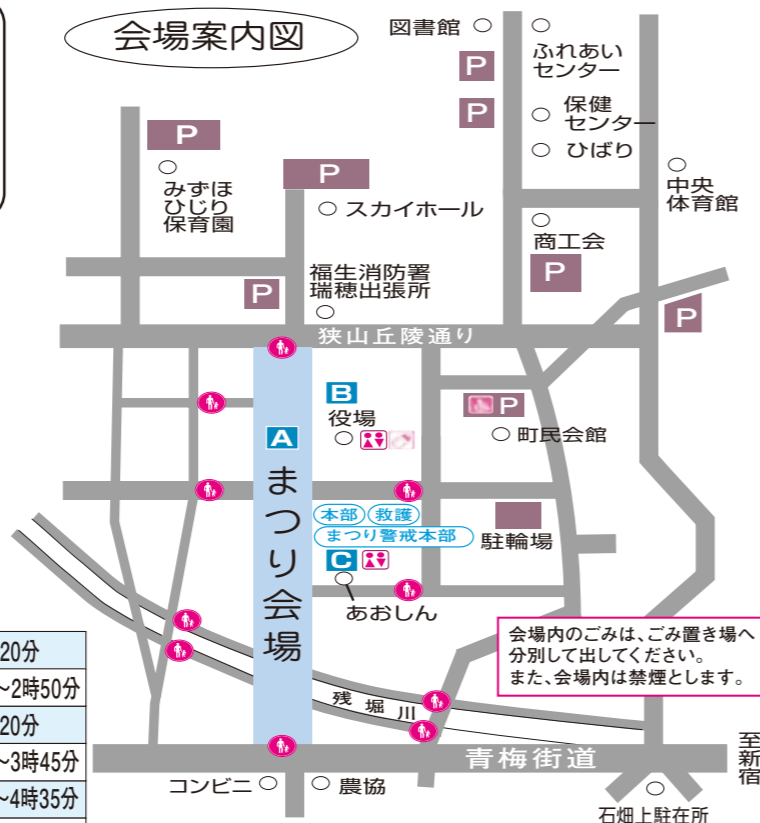 会場案内図
図書館
P
ふれあい
センター
P
保健
センター
ひばり
P
みずほ
ひじり
保育園
P
スカイホール
中央
体育館
商工会
P
福生消防署
瑞穂出張所
P
P
狭山丘陵通り
B
役場
P
町民会館
A
まつり会場
本部
救護
まつり警戒本部
駐輪場
C
あおしん
会場内のごみは、ごみ置き場へ
分別して出してください。
また、会場内は禁煙とします。
20分
~2時50分
20分
~3時45分
~4時35分
残堀川
青梅街道
至新宿
コンビニ
農協
石畑上駐在所